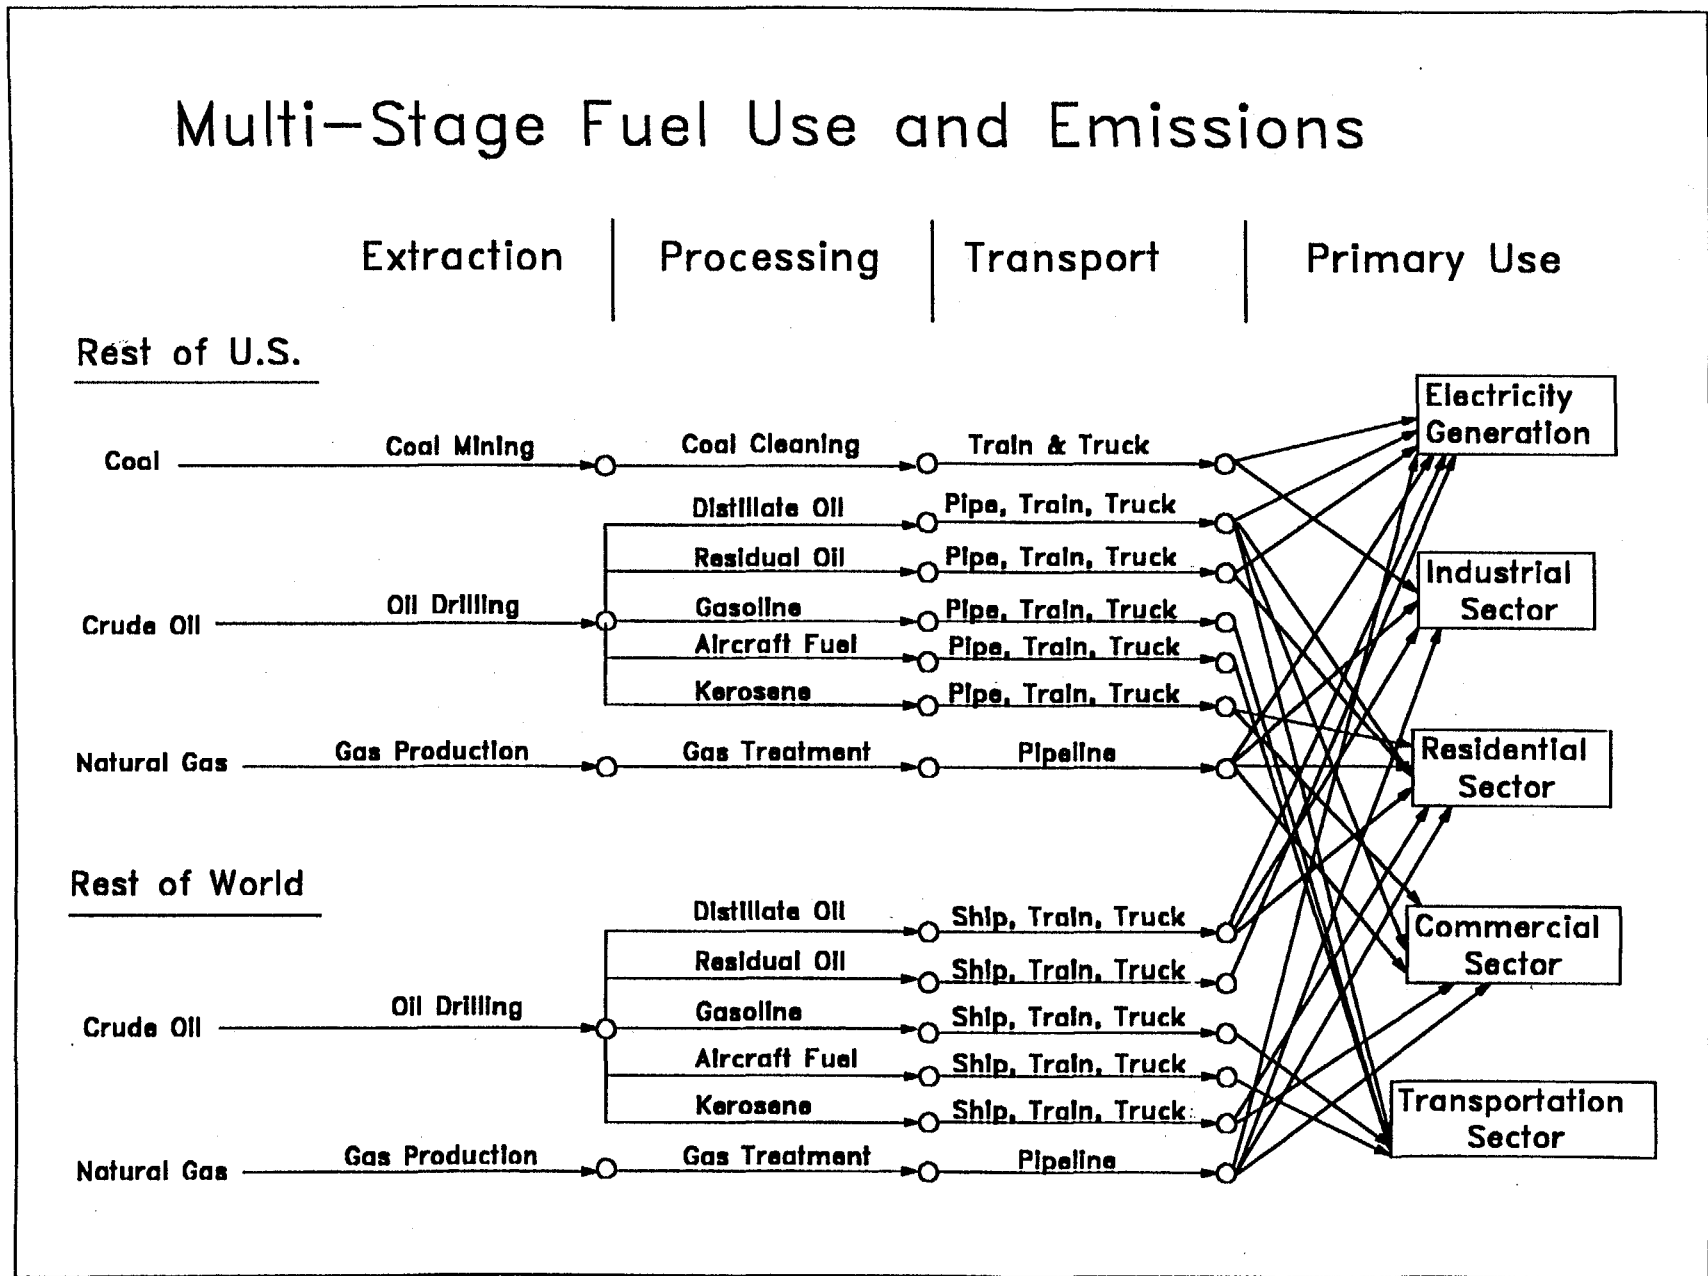 Multi-Stage Fuel Use and Emissions
Extraction
Processing
Transport
Primary Use
Rest of U.S.
Coal
Coal Mining
Coal Cleaning
Train & Truck
Distillate Oil
Pipe, Train, Truck
Residual Oil
Pipe, Train, Truck
Crude Oil
Oil Drilling
Gasoline
Pipe, Train, Truck
Aircraft Fuel
Pipe, Train, Truck
Kerosene
Pipe, Train, Truck
Natural Gas
Gas Production
Gas Treatment
Pipeline
Rest of World
Distillate Oil
Ship, Train, Truck
Residual Oil
Ship, Train, Truck
Crude Oil
Oil Drilling
Gasoline
Ship, Train, Truck
Aircraft Fuel
Ship, Train, Truck
Kerosene
Ship, Train, Truck
Natural Gas
Gas Production
Gas Treatment
Pipeline
Electricity
Generation
Industrial
Sector
Residential
Sector
Commercial
Sector
Transportation
Sector